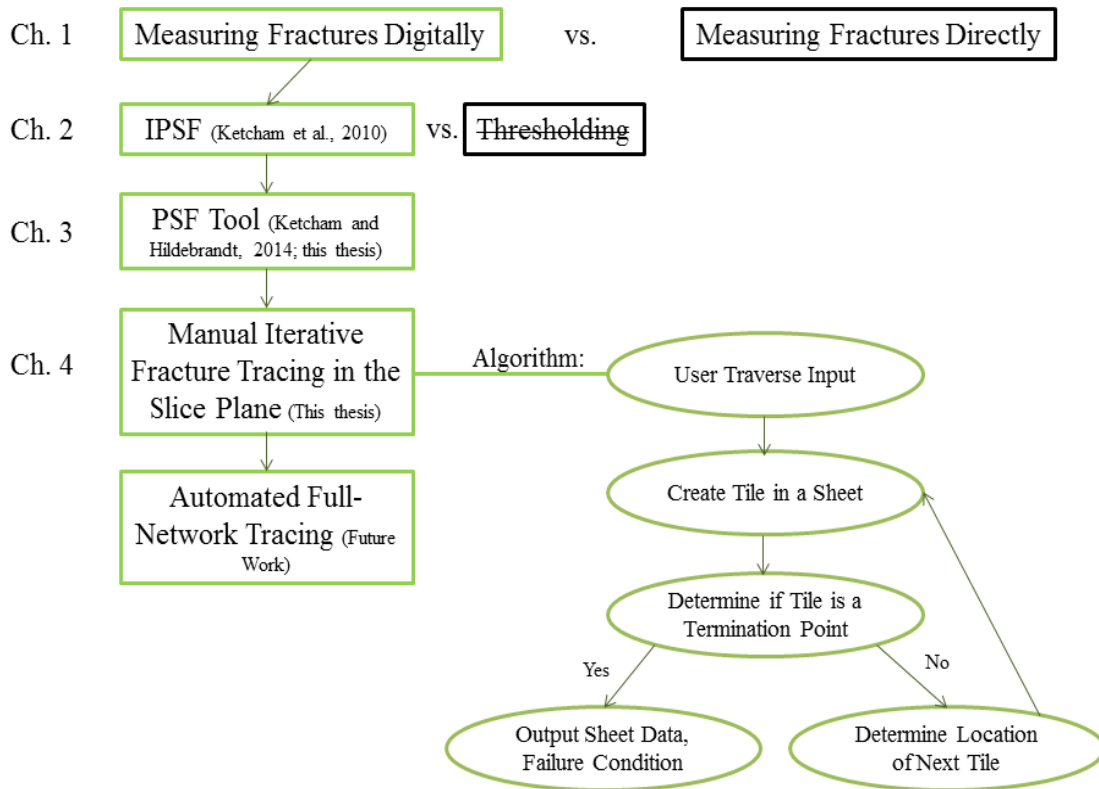 Ch. 1
Measuring Fractures Digitally
vs.
Measuring Fractures Directly
Ch. 2
IPSF (Ketcham et al., 2010)
vs.
Thresholding
Ch. 3
PSF Tool (Ketcham and
Hildebrandt, 2014; this thesis)
Ch. 4
Manual Iterative
Fracture Tracing in the
Slice Plane (This thesis)
Algorithm:
User Traverse Input
Create Tile in a Sheet
Automated Full-
Network Tracing (Future
Work)
Determine if Tile is a
Termination Point
Yes
No
Output Sheet Data,
Failure Condition
Determine Location
of Next Tile